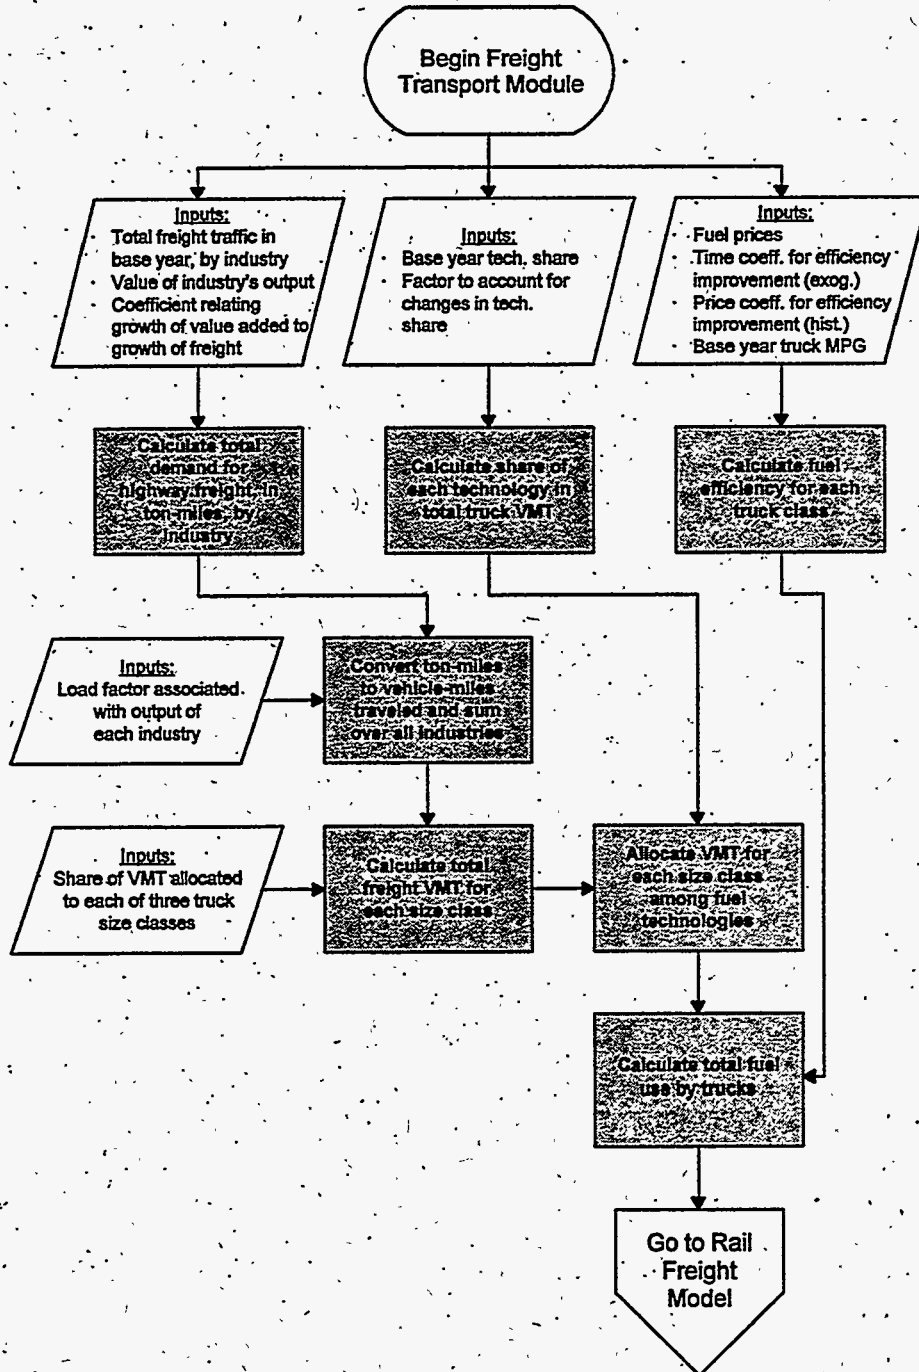 Begin Freight
Transport Module
Inputs:
· Total freight traffic in
base year, by industry
· Value of industry's output
· Coefficient relating
growth of value added to
growth of freight
Inputs:
· Base year tech. share
· Factor to account for
changes in tech.
share
Inputs:
· Fuel prices
· Time coeff. for efficiency
improvement (exog.)
· Price coeff. for efficiency
improvement (hist.)
· Base year truck MPG
Calculate total
demand for
highway freight, in
ton-miles, by
industry
Calculate share of
each technology in
total truck VMT
Calculate fuel
efficiency for each
truck class
Inputs:
Load factor associated
with output of
each industry
Convert ton-miles
to vehicle-miles
traveled and sum
over all industries
Inputs:
Share of VMT allocated
to each of three truck
size classes
Calculate total
freight VMT for
each size class
Allocate VMT for
each size class
among fuel
technologies
Calculate total fuel
use by trucks
Go to Rail
Freight
Model